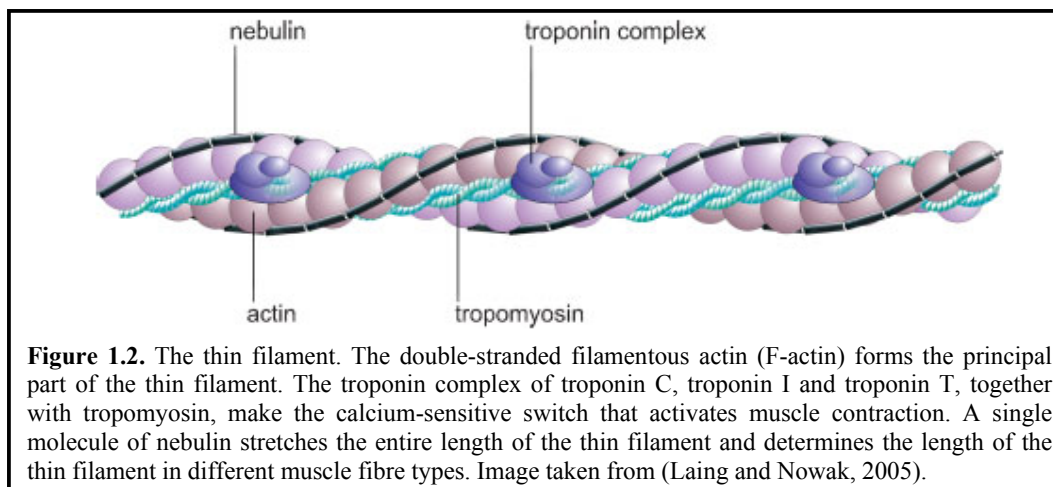 nebulin
troponin complex
actin
tropomyosin
Figure 1.2. The thin filament. The double-stranded filamentous actin (F-actin) forms the principal
part of the thin filament. The troponin complex of troponin C, troponin I and troponin T, together
with tropomyosin, make the calcium-sensitive switch that activates muscle contraction. A single
molecule of nebulin stretches the entire length of the thin filament and determines the length of the
thin filament in different muscle fibre types. Image taken from (Laing and Nowak, 2005).